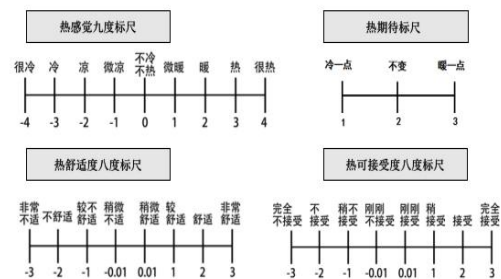 热感觉九度标尺
很冷 冷 凉 微凉 不冷不热 微暖 暖 热 很热
-4 -3 -2 -1 0 1 2 3 4
热期待标尺
冷一点 不变 暖一点
1 2 3
热舒适度八度标尺
非常不适 不舒适 较不舒适 稍微不适 稍微舒适 较舒适 舒适 非常舒适
-3 -2 -1 -0.01 0.01 1 2 3
热可接受度八度标尺
完全不接受 不接受 稍不接受 刚刚不接受 刚刚接受 稍接受 接受 完全接受
-3 -2 -1 -0.01 0.01 1 2 3